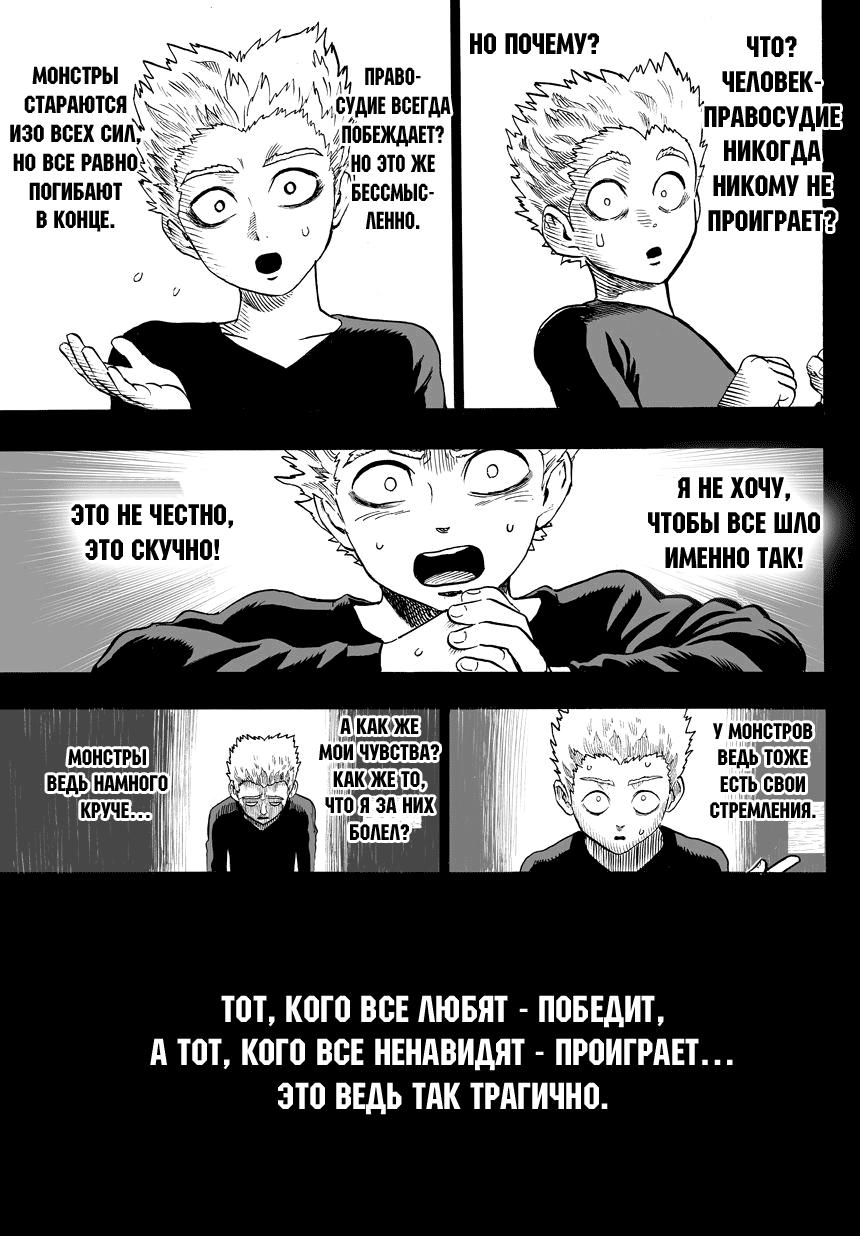 ЧТО?
ЧЕЛОВЕК-
ПРАВОСУДИЕ
НИКОГДА
НИКОМУ НЕ
ПРОИГРАЕТ?
НО ПОЧЕМУ?
ПРАВО-
СУДИЕ ВСЕГДА
ПОБЕЖДАЕТ?
НО ЭТО ЖЕ
БЕССМЫС-
ЛЕННО.
МОНСТРЫ
СТАРАЮТСЯ
ИЗО ВСЕХ СИЛ,
НО ВСЕ РАВНО
ПОГИБАЮТ
В КОНЦЕ.
Я НЕ ХОЧУ,
ЧТОБЫ ВСЕ ШЛО
ИМЕННО ТАК!
ЭТО НЕ ЧЕСТНО,
ЭТО СКУЧНО!
У МОНСТРОВ
ВЕДЬ ТОЖЕ
ЕСТЬ СВОИ
СТРЕМЛЕНИЯ.
А КАК ЖЕ
МОИ ЧУВСТВА?
КАК ЖЕ ТО,
ЧТО Я ЗА НИХ
БОЛЕЛ?
МОНСТРЫ
ВЕДЬ НАМНОГО
КРУЧЕ...
ТОТ, КОГО ВСЕ ЛЮБЯТ - ПОБЕДИТ,
А ТОТ, КОГО ВСЕ НЕНАВИДЯТ - ПРОИГРАЕТ...
ЭТО ВЕДЬ ТАК ТРАГИЧНО.